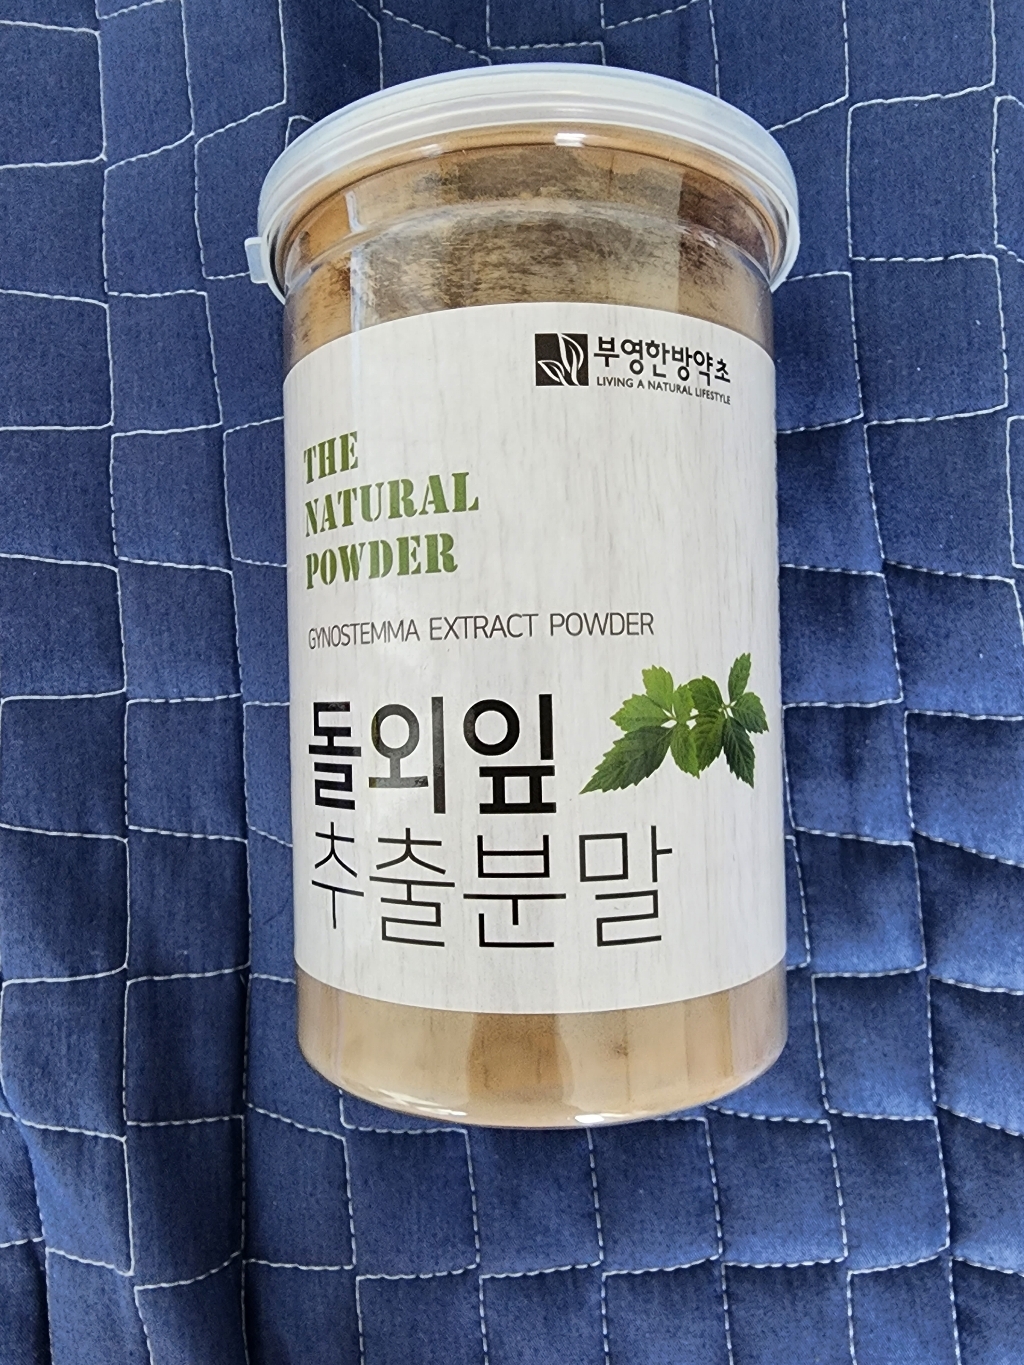 부영한방약초
LIVING A NATURAL LIFESTYLE
THE
NATURAL
POWDER
GYNOSTEMMA EXTRACT POWDER
돌외잎
추출분말